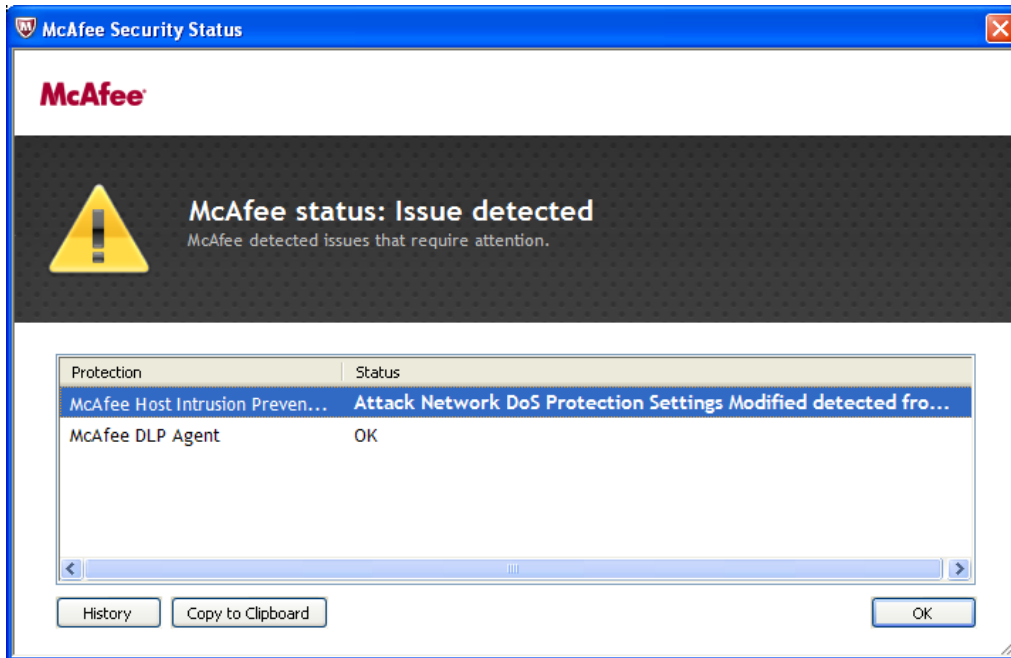 McAfee Security Status
McAfee
McAfee status: Issue detected
McAfee detected issues that require attention.
Protection Status
McAfee Host Intrusion Preven... Attack Network DoS Protection Settings Modified detected fro...
McAfee DLP Agent OK
History Copy to Clipboard OK